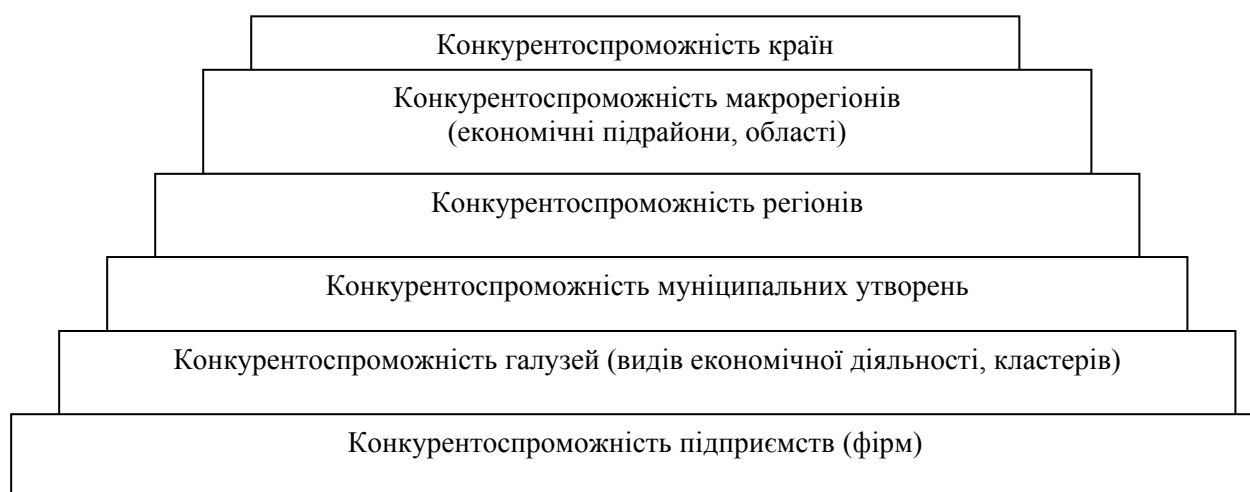 Конкурентоспроможність країн
Конкурентоспроможність макрорегіонів
(економічні підрайони, області)
Конкурентоспроможність регіонів
Конкурентоспроможність муніципальних утворень
Конкурентоспроможність галузей (видів економічної діяльності, кластерів)
Конкурентоспроможність підприємств (фірм)